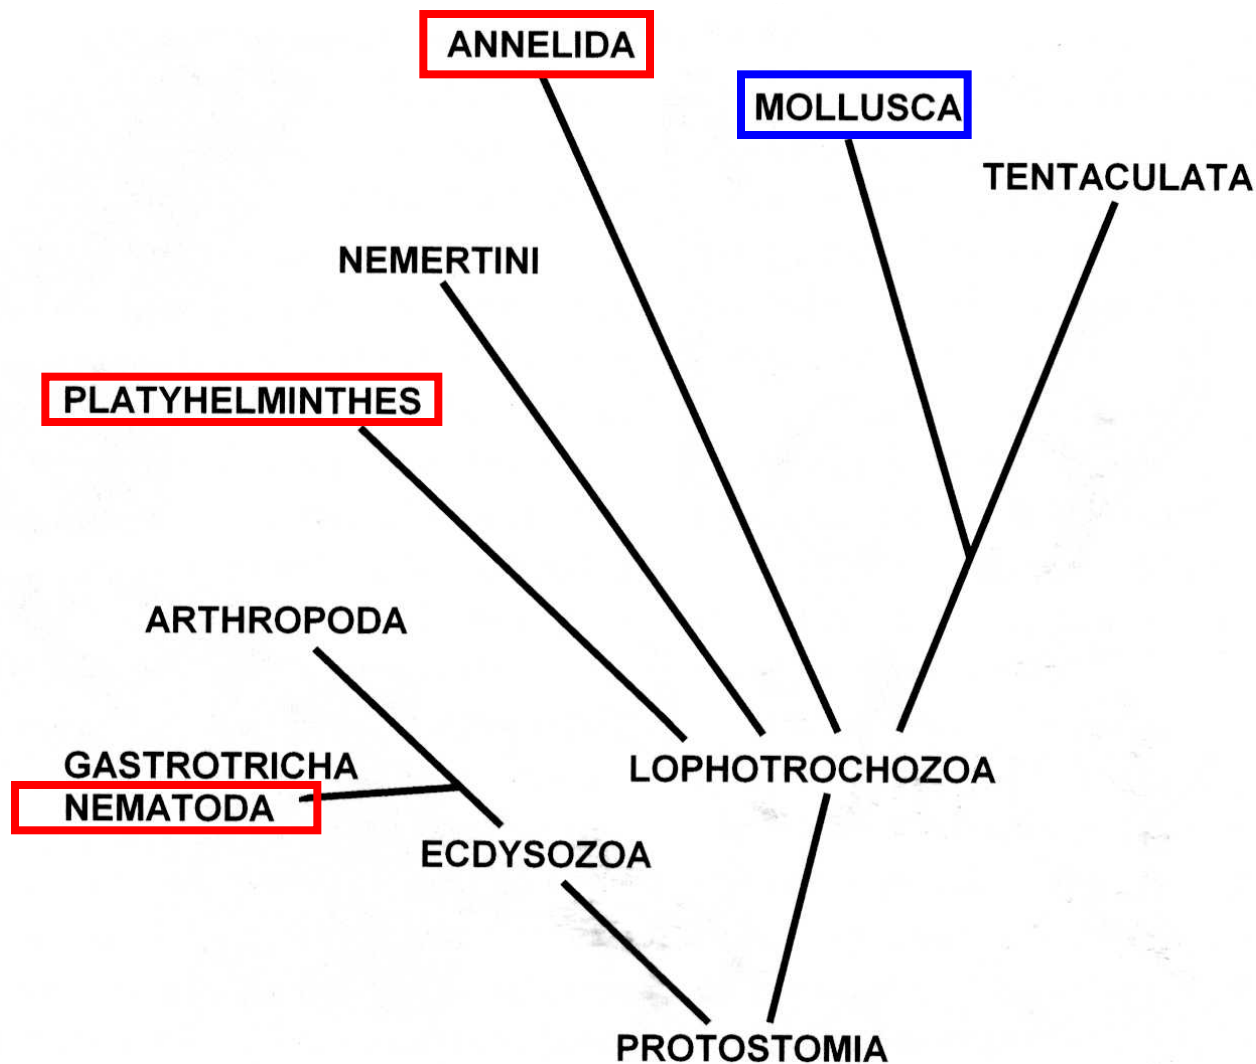 ANNELIDA
MOLLUSCA
TENTACULATA
NEMERTINI
PLATYHELMINTHES
ARTHROPODA
GASTROTRICHA
NEMATODA
LOPHOTROCHOZOA
ECDYSOZOA
PROTOSTOMIA